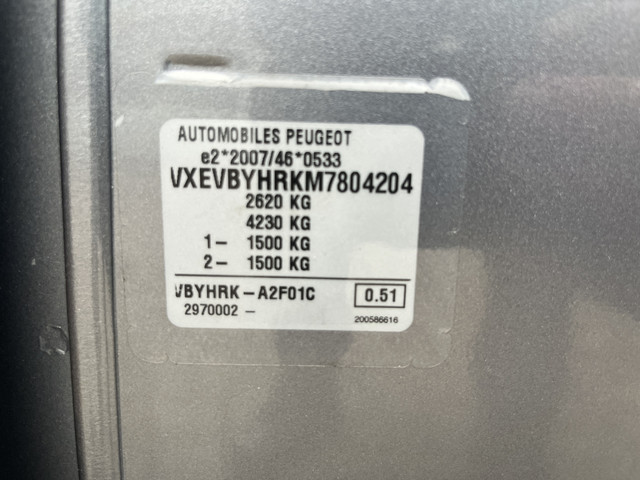 AUTOMOBILES PEUGEOT
e2*2007/46*0533
VXEVBYHRKM7804204
2620 KG
4230 KG
1- 1500 KG
2- 1500 KG
VBYHRK-A2F01C 0.51
2970002 -
200586616